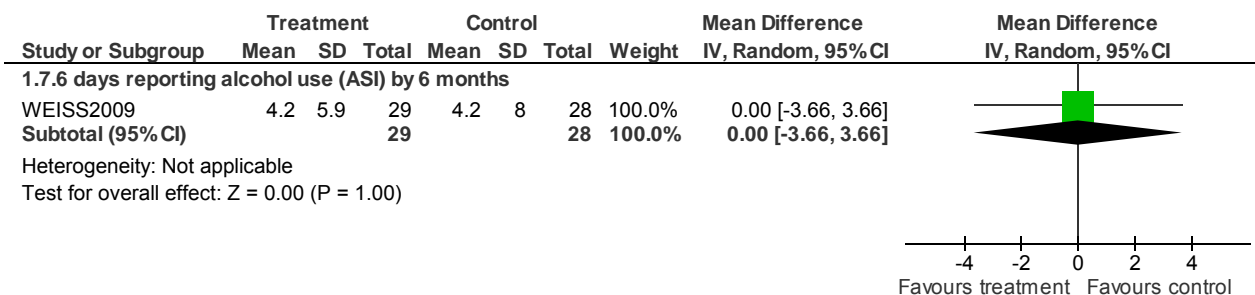 Treatment Control Mean Difference Mean Difference
Study or Subgroup Mean SD Total Mean SD Total Weight IV, Random, 95% CI IV, Random, 95% CI
1.7.6 days reporting alcohol use (ASI) by 6 months
WEISS2009 4.2 5.9 29 4.2 8 28 100.0% 0.00 [-3.66, 3.66]
Subtotal (95% CI) 29 28 100.0% 0.00 [-3.66, 3.66]
Heterogeneity: Not applicable
Test for overall effect: Z = 0.00 (P = 1.00)
-4 -2 0 2 4
Favours treatment Favours control